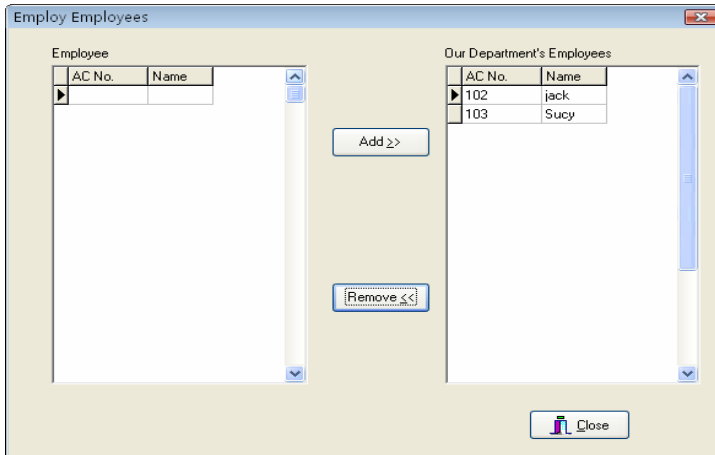 Employ Employees
Employee
AC No. Name
Add >>
Remove <<
Our Department's Employees
AC No. Name
102 jack
103 Sucy
Close